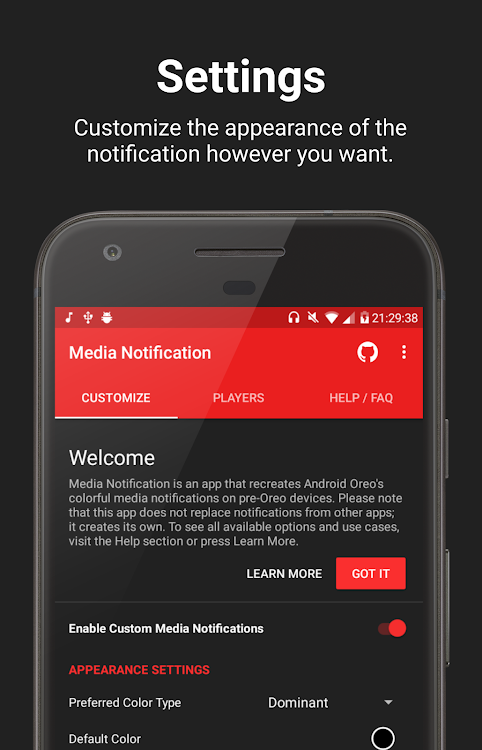 Settings
Customize the appearance of the
notification however you want.
21:29:38
Media Notification
CUSTOMIZE PLAYERS HELP / FAQ
Welcome
Media Notification is an app that recreates Android Oreo's
colorful media notifications on pre-Oreo devices. Please note
that this app does not replace notifications from other apps;
it creates its own. To see all available options and use cases,
visit the Help section or press Learn More.
LEARN MORE GOT IT
Enable Custom Media Notifications
APPEARANCE SETTINGS
Preferred Color Type Dominant
Default Color